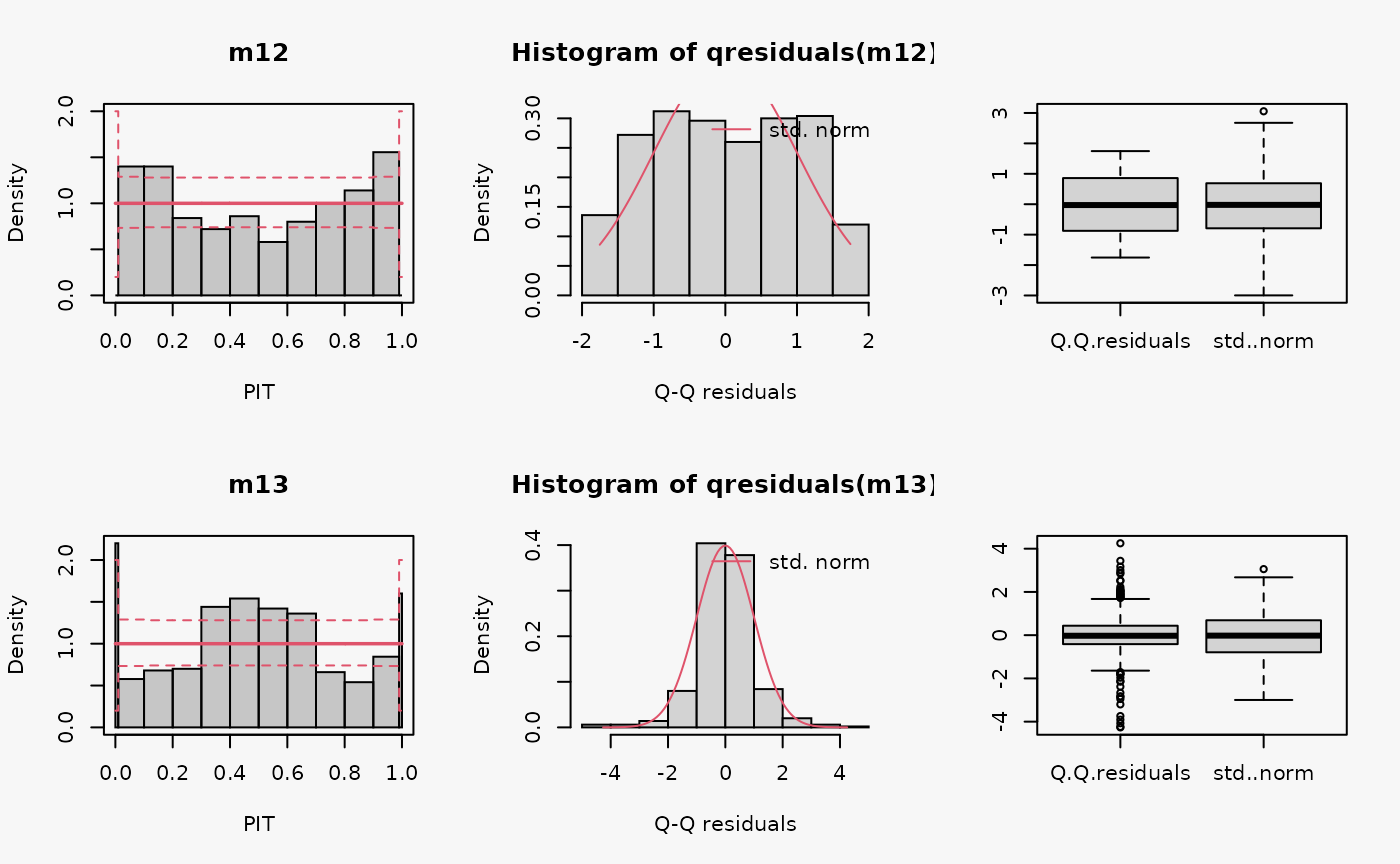 m12
Density
0.0
1.0
2.0
0.0 0.2 0.4 0.6 0.8 1.0
PIT
Histogram of qresiduals(m12)
Density
0.00
0.15
0.30
std. norm
-2 -1 0 1 2
Q-Q residuals
-3
-1
1
3
Q.Q.residuals std..norm
m13
Density
0.0
1.0
2.0
0.0 0.2 0.4 0.6 0.8 1.0
PIT
Histogram of qresiduals(m13)
Density
0.0
0.2
0.4
std. norm
-4 -2 0 2 4
Q-Q residuals
-4
-2
0
2
4
Q.Q.residuals std..norm